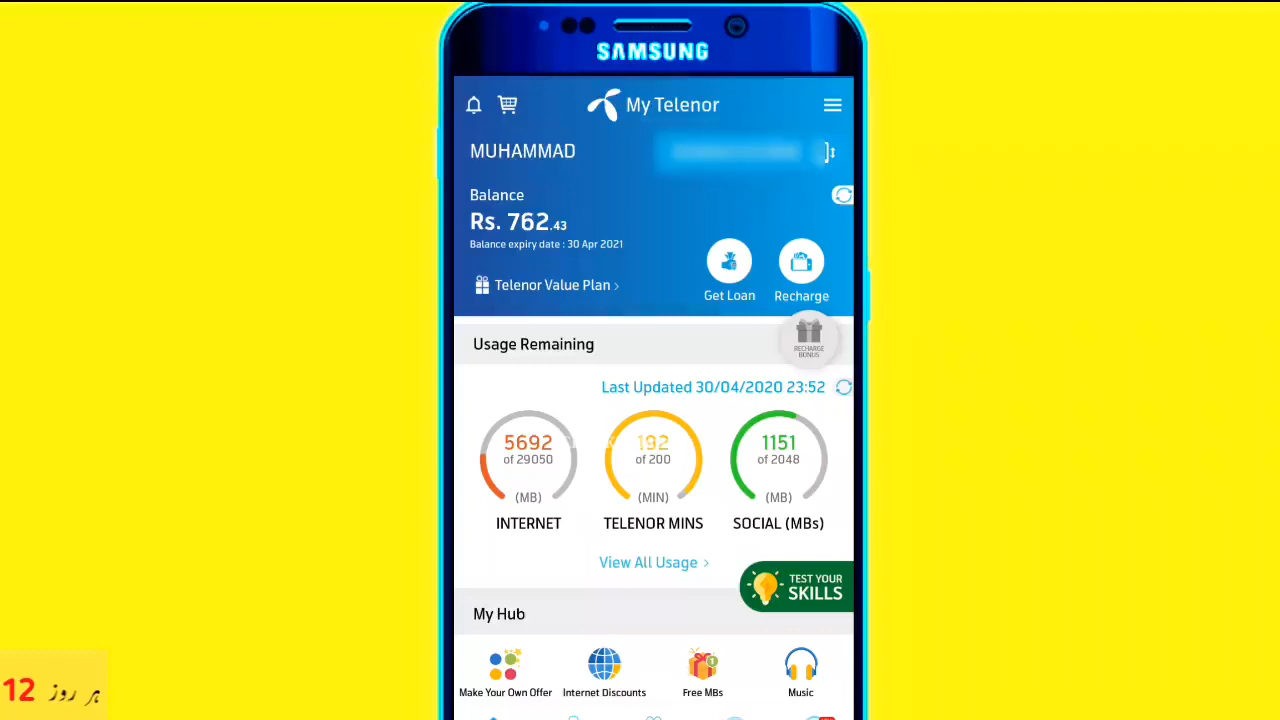 SAMSUNG
My Telenor
MUHAMMAD
Balance
Rs. 762.43
Balance expiry date : 30 Apr 2021
Telenor Value Plan ›
Get Loan
Recharge
RECHARGE
BONUS
Usage Remaining
Last Updated 30/04/2020 23:52
5692
of 29050
(MB)
INTERNET
192
of 200
(MIN)
TELENOR MINS
1151
of 2048
(MB)
SOCIAL (MBs)
View All Usage ›
TEST YOUR
SKILLS
My Hub
Make Your Own Offer
Internet Discounts
1
Free MBs
Music
ہر روز 12